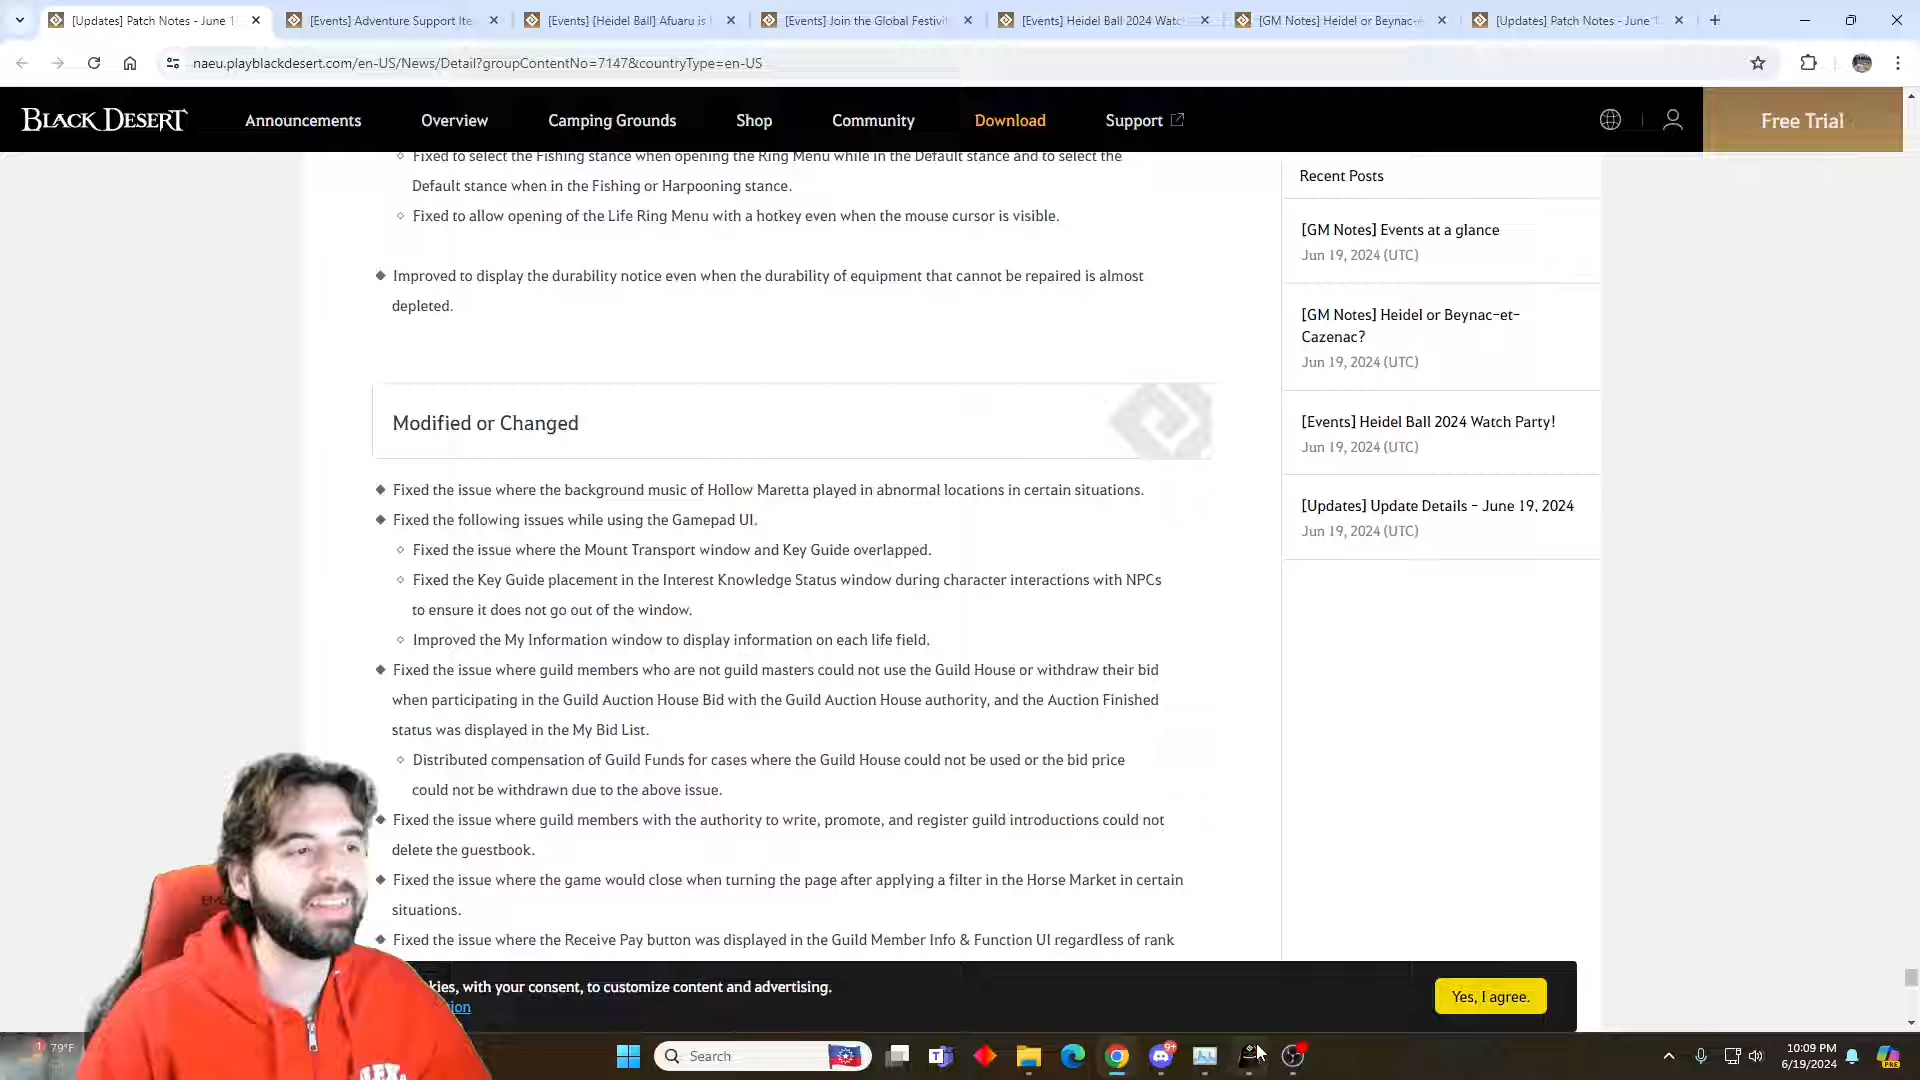 [Updates] Patch Notes - June 1
[Events] Adventure Support Ite
[Events] [Heidel Ball] Afuaru is
[Events] Join the Global Festivi
[Events] Heidel Ball 2024 Watc
[GM Notes] Heidel or Beynac-e
[Updates] Patch Notes - June 1
naeu.playblackdesert.com/en-US/News/Detail?groupContentNo=7147&countryType=en-US
BLACK DESERT
Announcements
Overview
Camping Grounds
Shop
Community
Download
Support
Free Trial
Fixed to select the Fishing stance when opening the Ring Menu while in the Default stance and to select the
Default stance when in the Fishing or Harpooning stance.
Fixed to allow opening of the Life Ring Menu with a hotkey even when the mouse cursor is visible.
Improved to display the durability notice even when the durability of equipment that cannot be repaired is almost
depleted.
Modified or Changed
Fixed the issue where the background music of Hollow Maretta played in abnormal locations in certain situations.
Fixed the following issues while using the Gamepad UI.
Fixed the issue where the Mount Transport window and Key Guide overlapped.
Fixed the Key Guide placement in the Interest Knowledge Status window during character interactions with NPCs
to ensure it does not go out of the window.
Improved the My Information window to display information on each life field.
Fixed the issue where guild members who are not guild masters could not use the Guild House or withdraw their bid
when participating in the Guild Auction House Bid with the Guild Auction House authority, and the Auction Finished
status was displayed in the My Bid List.
Distributed compensation of Guild Funds for cases where the Guild House could not be used or the bid price
could not be withdrawn due to the above issue.
Fixed the issue where guild members with the authority to write, promote, and register guild introductions could not
delete the guestbook.
Fixed the issue where the game would close when turning the page after applying a filter in the Horse Market in certain
situations.
Fixed the issue where the Receive Pay button was displayed in the Guild Member Info & Function UI regardless of rank
Recent Posts
[GM Notes] Events at a glance
Jun 19, 2024 (UTC)
[GM Notes] Heidel or Beynac-et-
Cazenac?
Jun 19, 2024 (UTC)
[Events] Heidel Ball 2024 Watch Party!
Jun 19, 2024 (UTC)
[Updates] Update Details - June 19, 2024
Jun 19, 2024 (UTC)
kies, with your consent, to customize content and advertising.
ion
Yes, I agree.
1
79°F
Search
9+
10:09 PM
6/19/2024
PRE